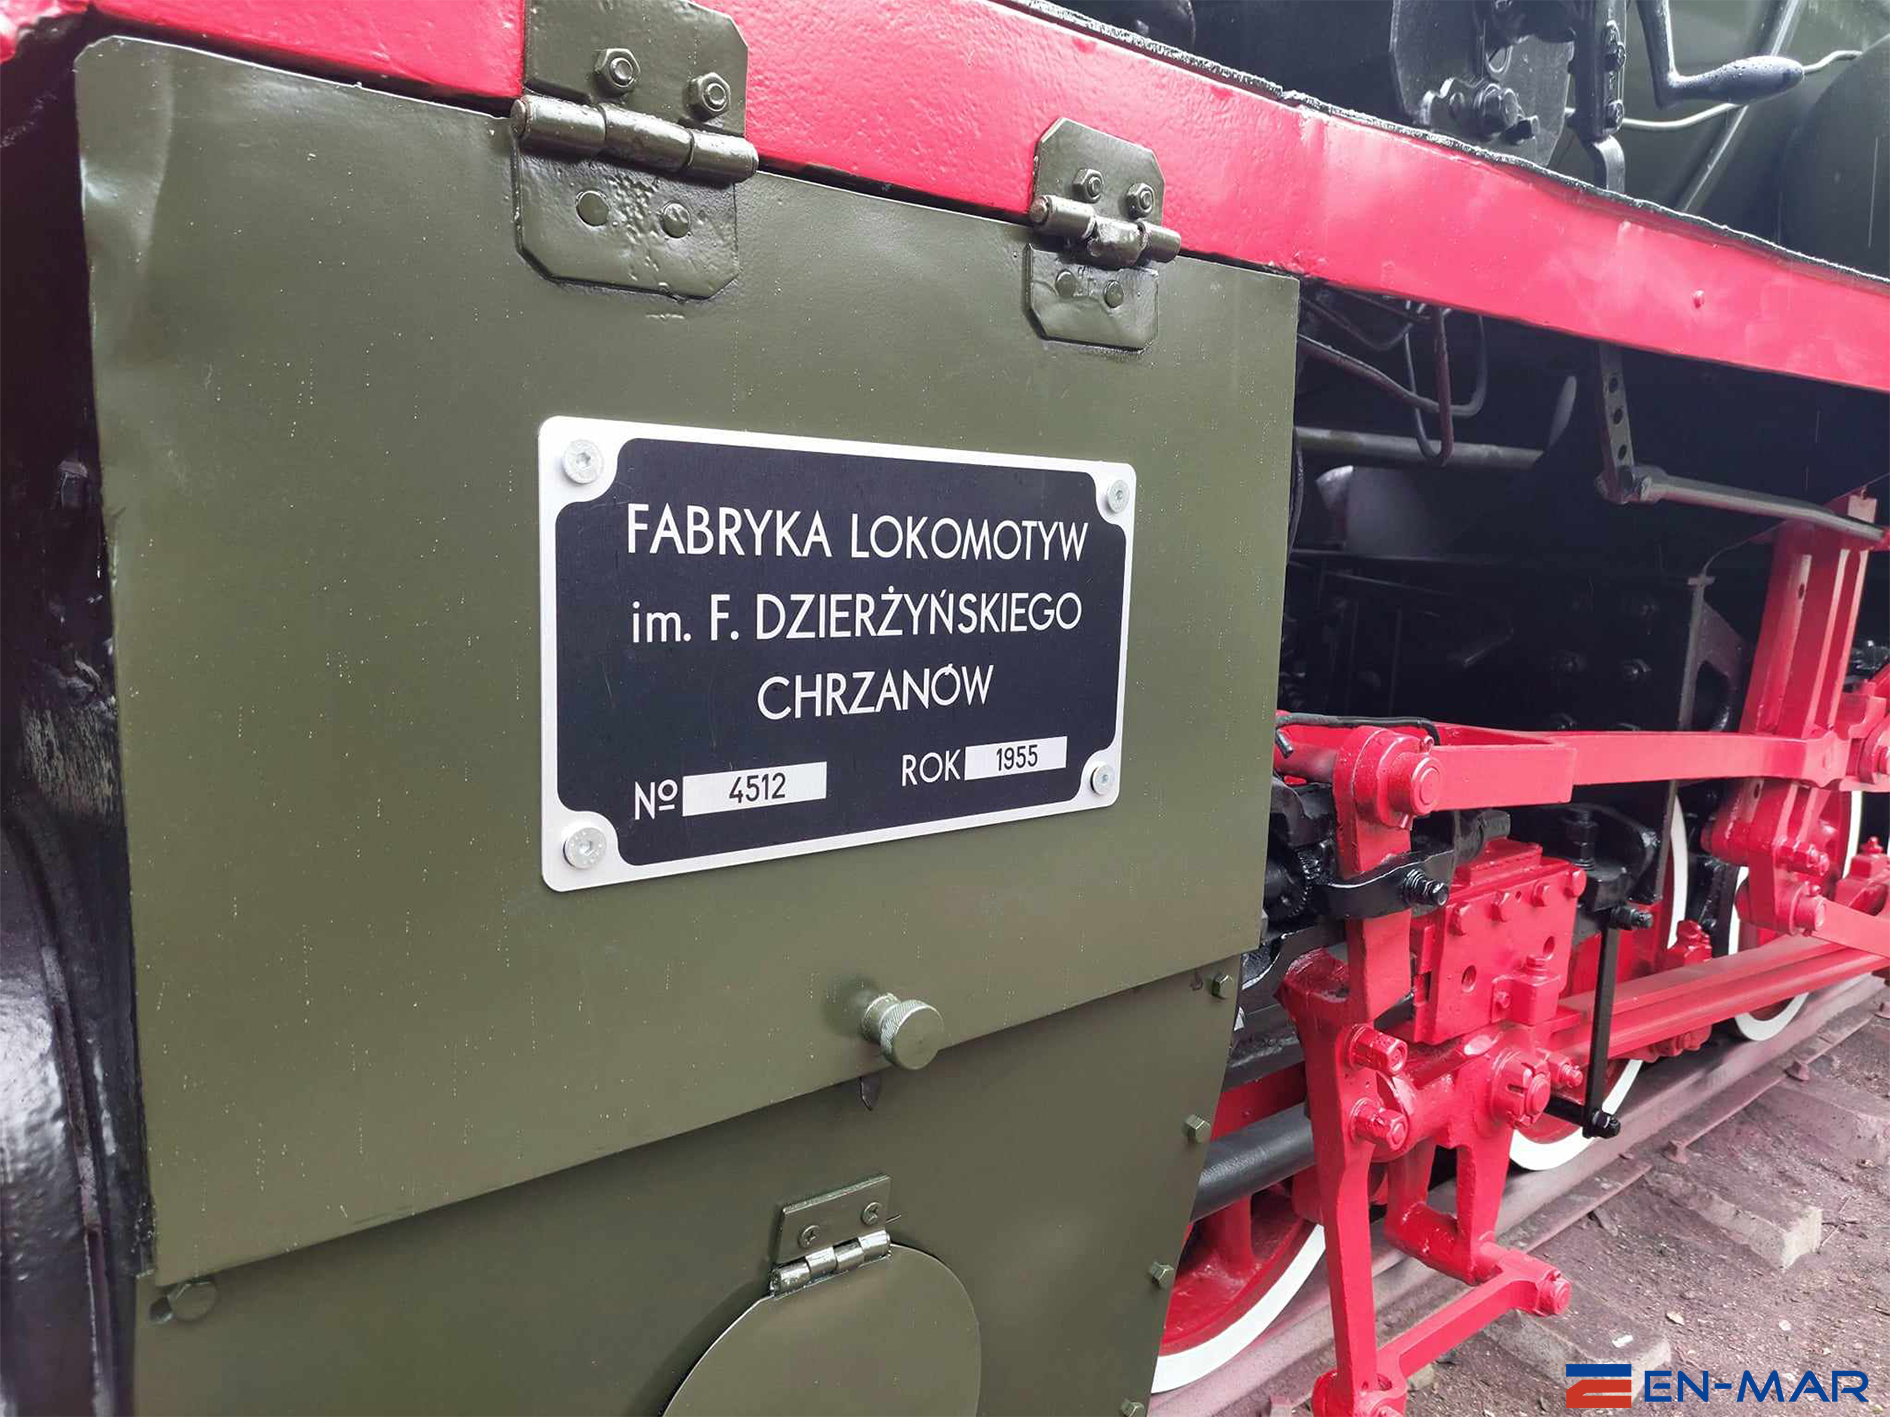 FABRYKA LOKOMOTYW
im. F. DZIERŻYŃSKIEGO
CHRZANÓW
Nº 4512 ROK 1955
EN-MAR